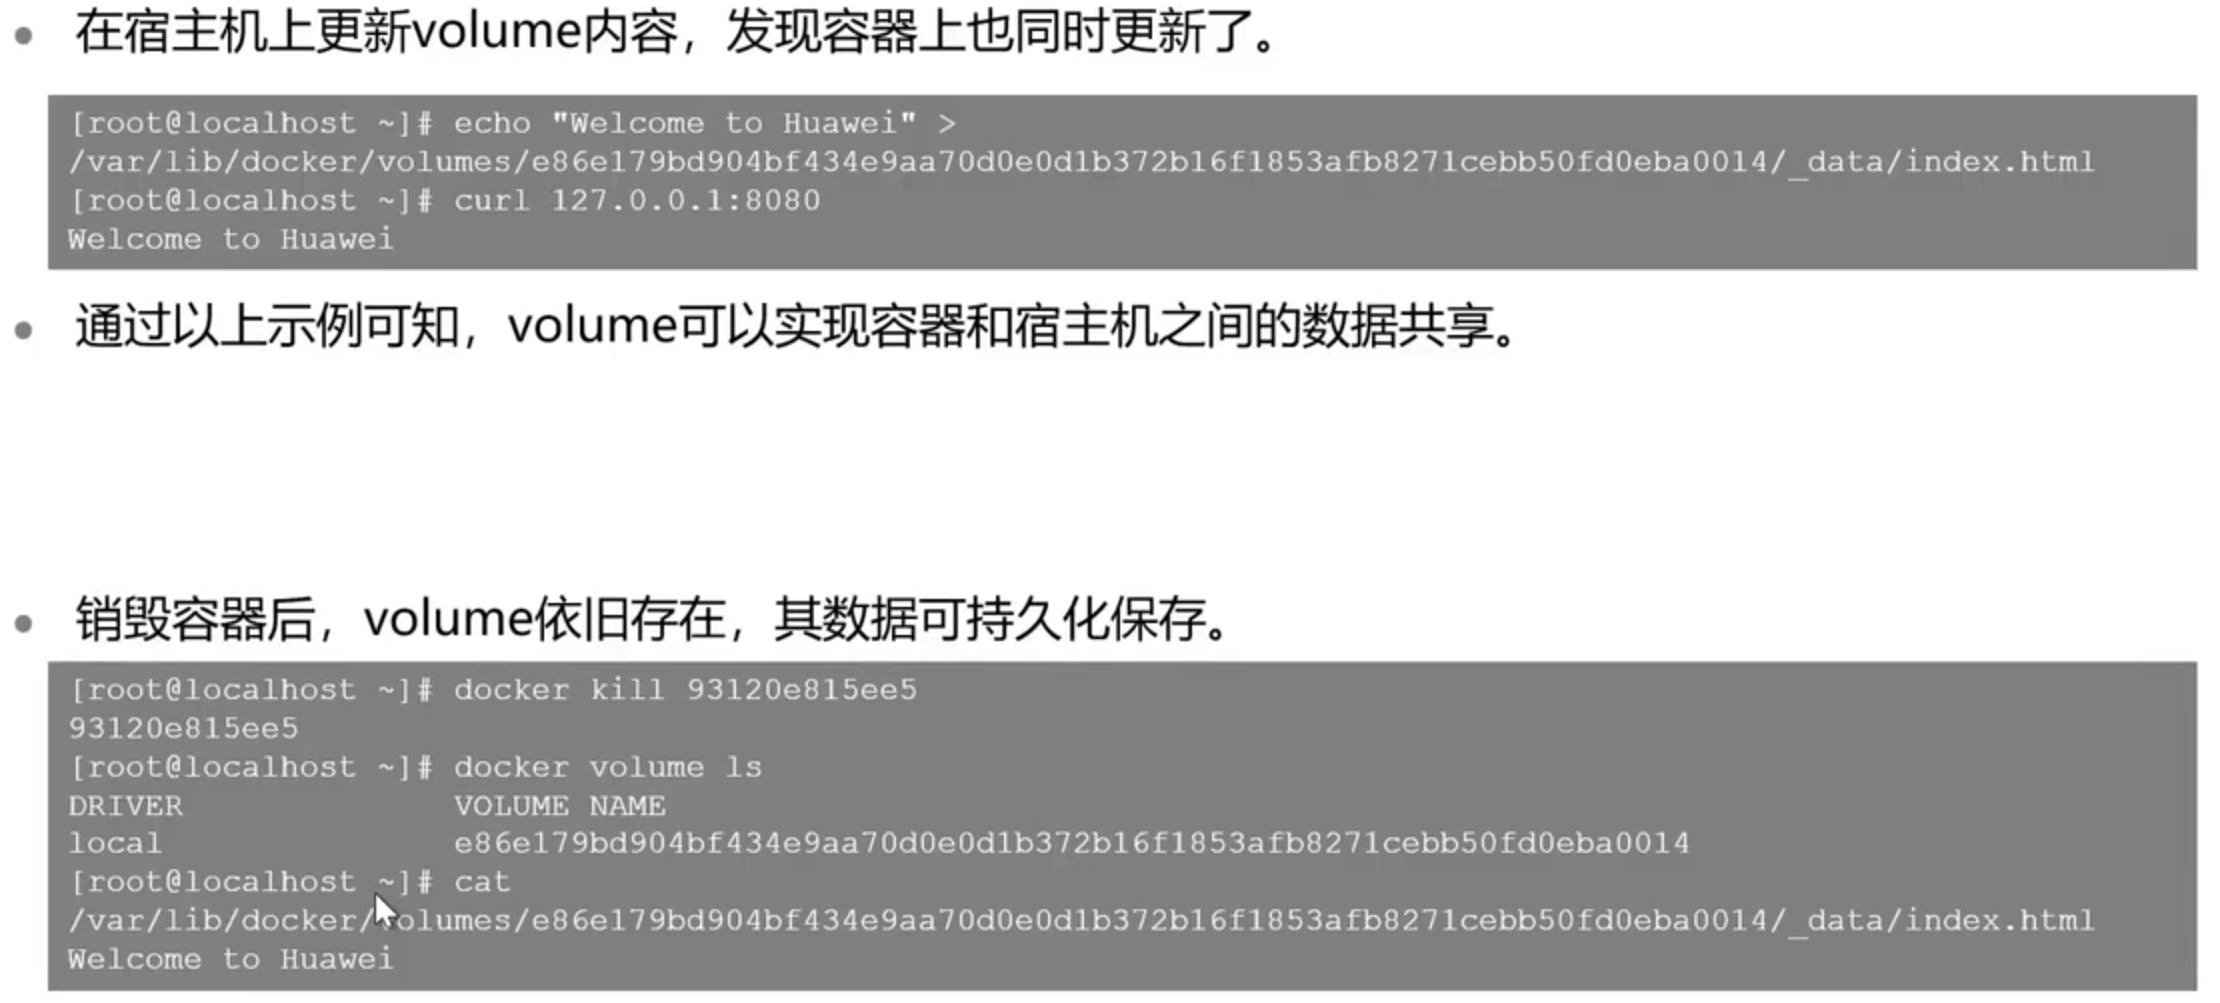 在宿主机上更新volume内容，发现容器上也同时更新了。
[root@localhost ~]# echo "Welcome to Huawei" >
/var/lib/docker/volumes/e86e179bd904bf434e9aa70d0e0d1b372b16f1853afb8271cebb50fd0eba0014/_data/index.html
[root@localhost ~]# curl 127.0.0.1:8080
Welcome to Huawei
通过以上示例可知，volume可以实现容器和宿主机之间的数据共享。
销毁容器后，volume依旧存在，其数据可持久化保存。
[root@localhost ~]# docker kill 93120e815ee5
93120e815ee5
[root@localhost ~]# docker volume ls
DRIVER VOLUME NAME
local e86e179bd904bf434e9aa70d0e0d1b372b16f1853afb8271cebb50fd0eba0014
[root@localhost ~]# cat
/var/lib/docker/volumes/e86e179bd904bf434e9aa70d0e0d1b372b16f1853afb8271cebb50fd0eba0014/_data/index.html
Welcome to Huawei